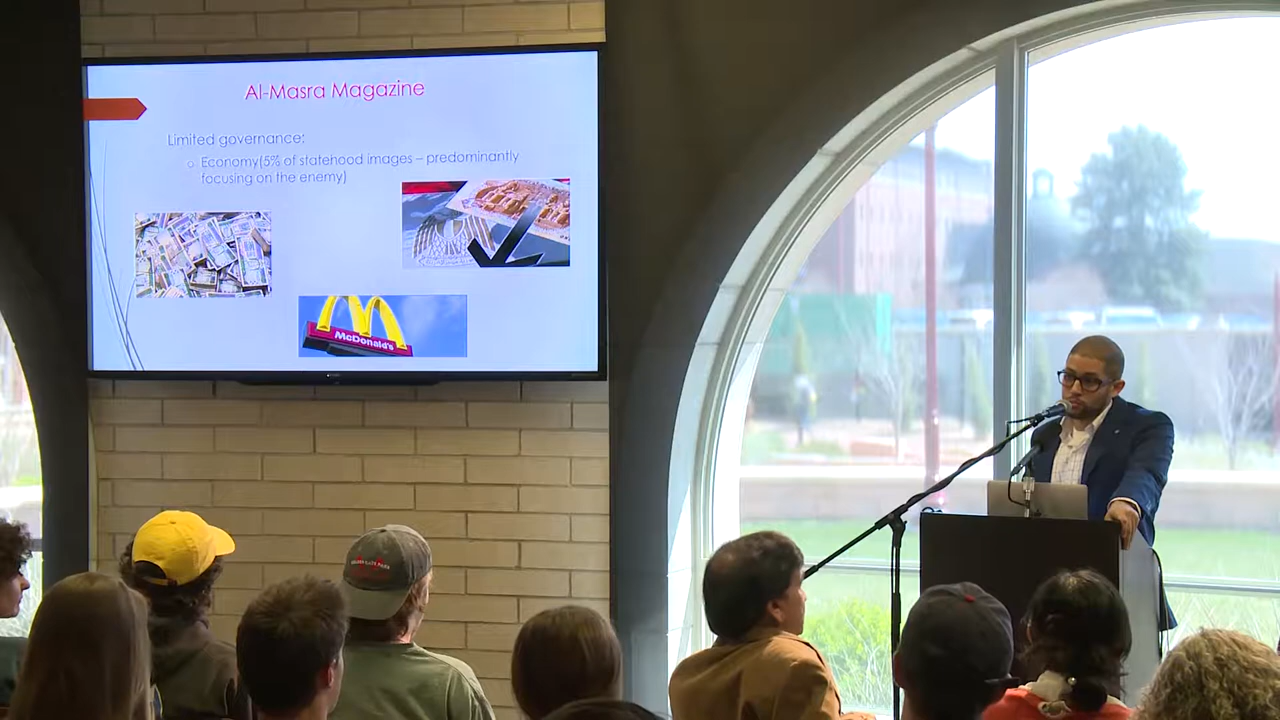 Al-Masra Magazine
Limited governance:
Economy(5% of statehood images – predominantly
focusing on the enemy)
McDonald's